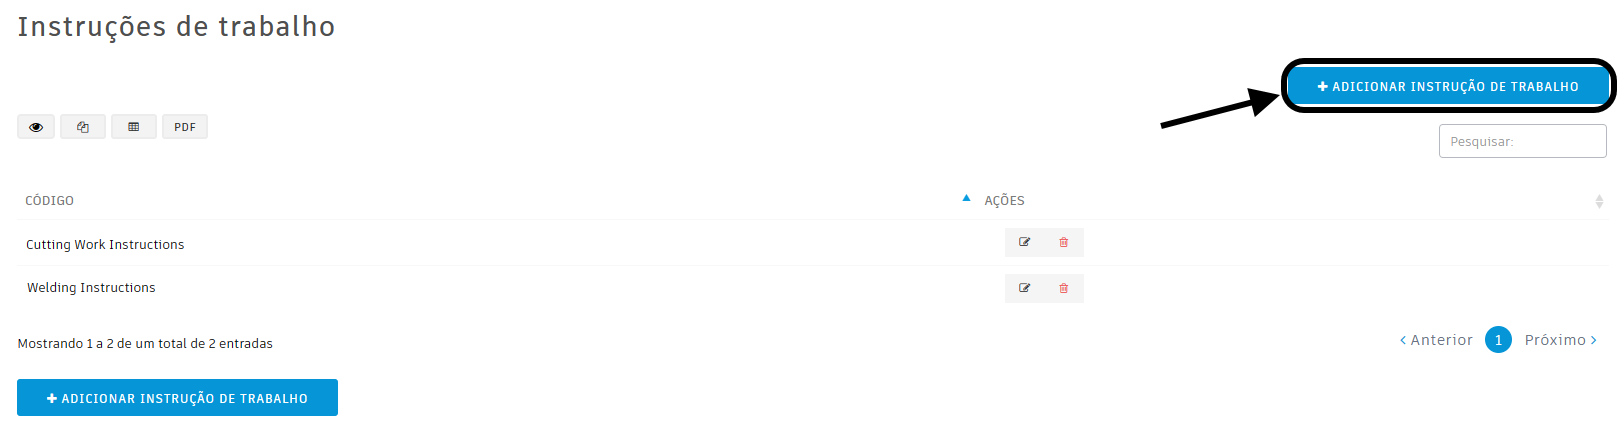 Instruções de trabalho
ADICIONAR INSTRUÇÃO DE TRABALHO
PDF
Pesquisar:
CÓDIGO AÇÕES
Cutting Work Instructions
Welding Instructions
Mostrando 1 a 2 de um total de 2 entradas
Anterior 1 Próximo
ADICIONAR INSTRUÇÃO DE TRABALHO